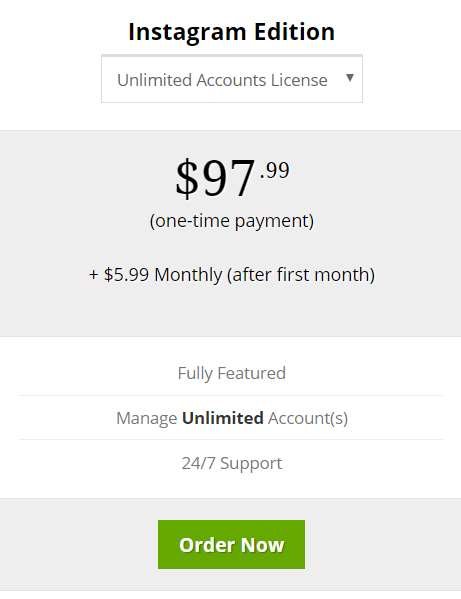 Instagram Edition
Unlimited Accounts License
$97.99
(one-time payment)
+ $5.99 Monthly (after first month)
Fully Featured
Manage Unlimited Account(s)
24/7 Support
Order Now